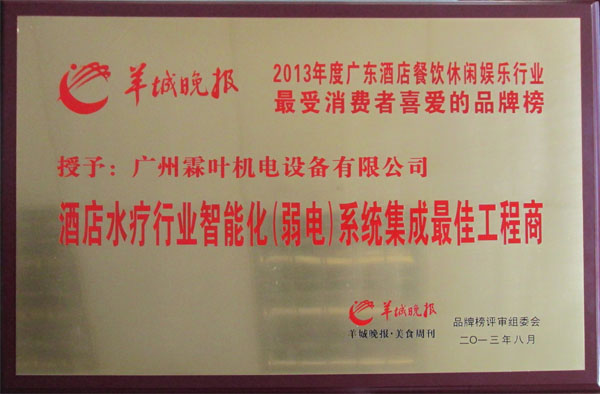 羊城晚报
2013年度广东酒店餐饮休闲娱乐行业
最受消费者喜爱的品牌榜
授予：广州霖叶机电设备有限公司
酒店水疗行业智能化(弱电)系统集成最佳工程商
羊城晚报
羊城晚报·美食周刊
品牌榜评审组委会
二〇一三年八月